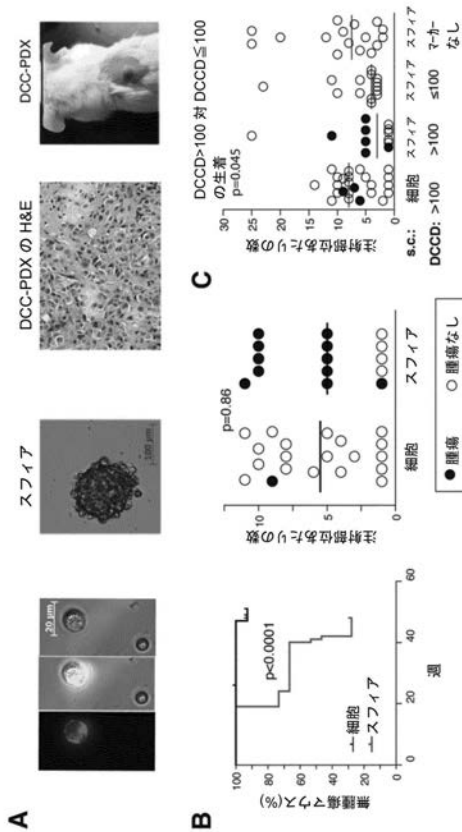 A
20 μm
スフィア
100 μm
DCC-PDX の H&E
DCC-PDX
B
無腫瘍マウス(%)
100
80
60
40
20
0
p<0.0001
細胞
スフィア
0
20
40
60
週
注射部位あたりの数
10
5
0
p=0.86
細胞
スフィア
腫瘍
腫瘍なし
C
DCCD>100 対 DCCD≦100
の生着
p=0.045
注射部位あたりの数
30
25
20
15
10
5
0
s.c.: 細胞 スフィア スフィア スフィア
DCCD: >100 >100 ≤100 マーカー
なし